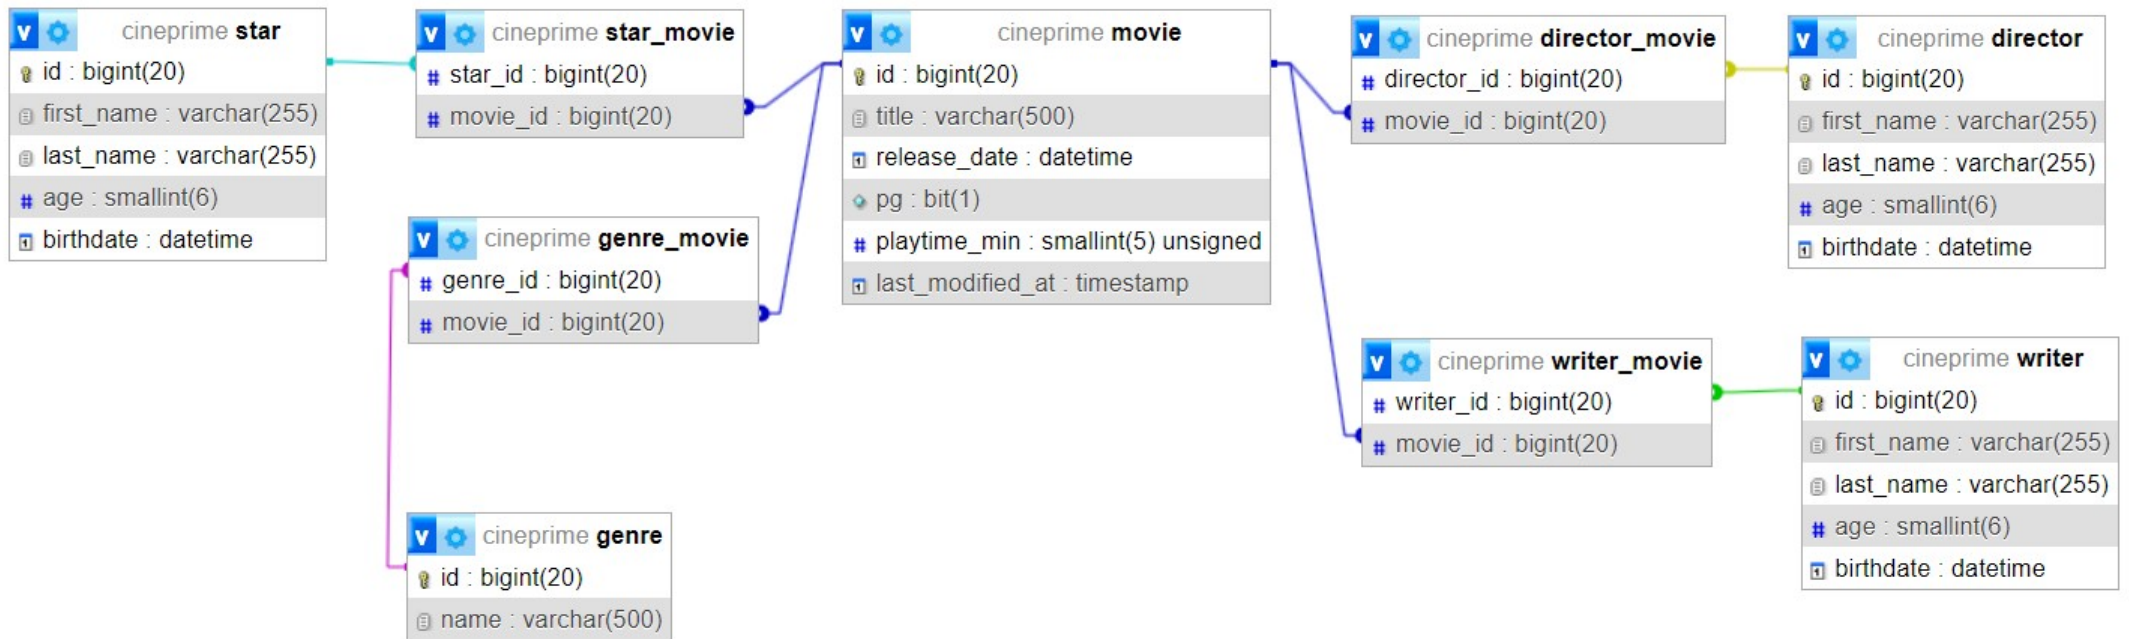 cineprime star
id : bigint(20)
first_name : varchar(255)
last_name : varchar(255)
age : smallint(6)
birthdate : datetime
cineprime star_movie
star_id : bigint(20)
movie_id : bigint(20)
cineprime genre_movie
genre_id : bigint(20)
movie_id : bigint(20)
cineprime genre
id : bigint(20)
name : varchar(500)
cineprime movie
id : bigint(20)
title : varchar(500)
release_date : datetime
pg : bit(1)
playtime_min : smallint(5) unsigned
last_modified_at : timestamp
cineprime director_movie
director_id : bigint(20)
movie_id : bigint(20)
cineprime writer_movie
writer_id : bigint(20)
movie_id : bigint(20)
cineprime director
id : bigint(20)
first_name : varchar(255)
last_name : varchar(255)
age : smallint(6)
birthdate : datetime
cineprime writer
id : bigint(20)
first_name : varchar(255)
last_name : varchar(255)
age : smallint(6)
birthdate : datetime